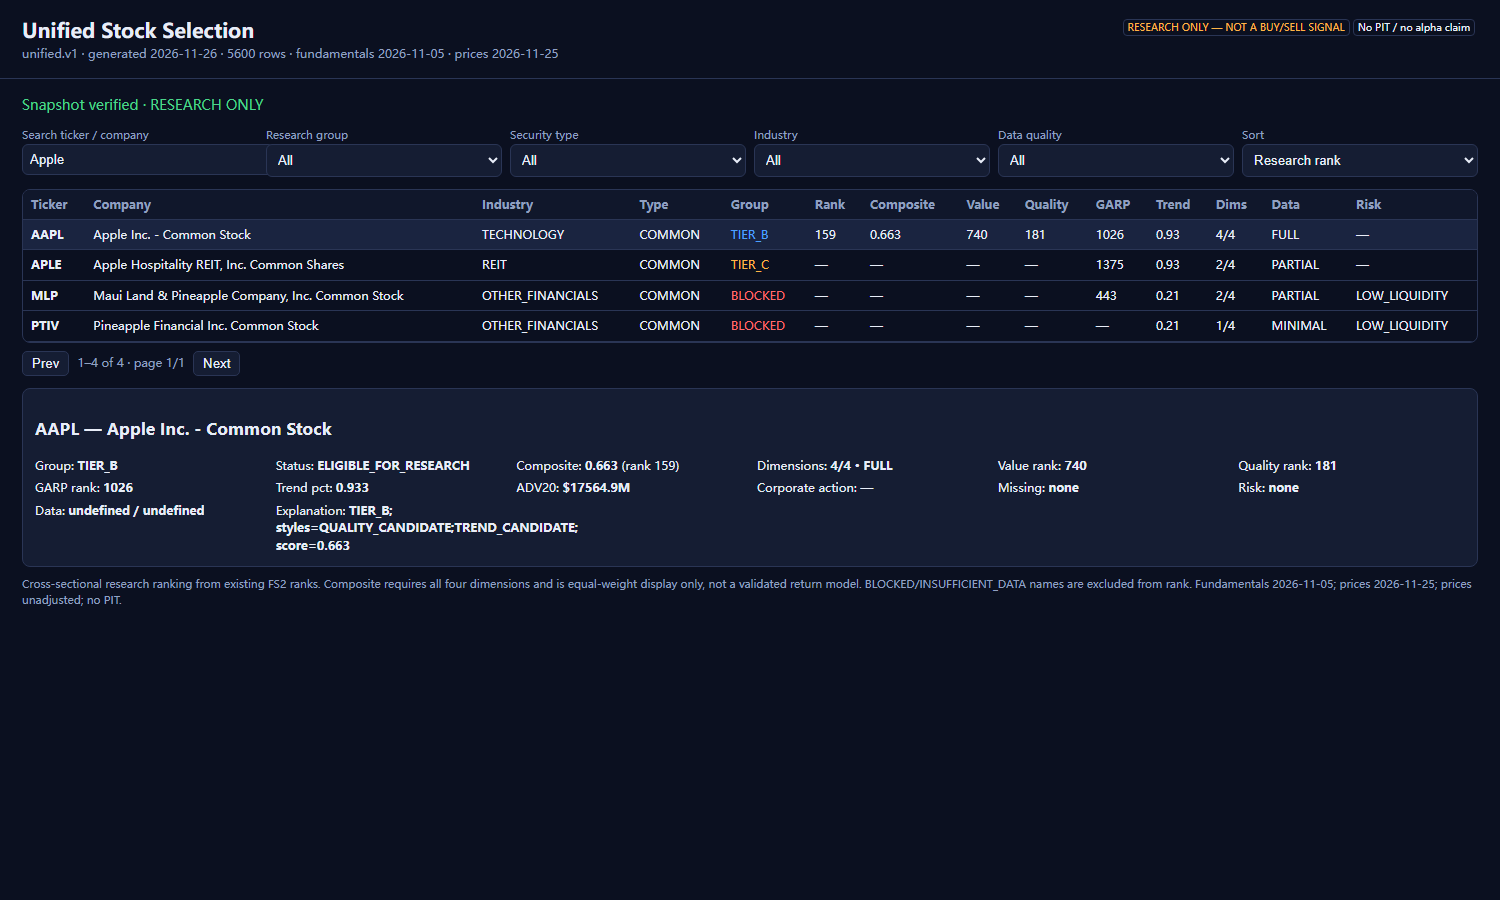 Unified Stock Selection
unified.v1 · generated 2026-11-26 · 5600 rows · fundamentals 2026-11-05 · prices 2026-11-25
RESEARCH ONLY — NOT A BUY/SELL SIGNAL No PIT / no alpha claim
Snapshot verified · RESEARCH ONLY
Search ticker / company Research group Security type Industry Data quality Sort
Apple All All All All Research rank
Ticker Company Industry Type Group Rank Composite Value Quality GARP Trend Dims Data Risk
AAPL Apple Inc. - Common Stock TECHNOLOGY COMMON TIER_B 159 0.663 740 181 1026 0.93 4/4 FULL —
APLE Apple Hospitality REIT, Inc. Common Shares REIT COMMON TIER_C — — — — 1375 0.93 2/4 PARTIAL —
MLP Maui Land & Pineapple Company, Inc. Common Stock OTHER_FINANCIALS COMMON BLOCKED — — — — 443 0.21 2/4 PARTIAL LOW_LIQUIDITY
PTIV Pineapple Financial Inc. Common Stock OTHER_FINANCIALS COMMON BLOCKED — — — — — 0.21 1/4 MINIMAL LOW_LIQUIDITY
Prev 1–4 of 4 · page 1/1 Next
AAPL — Apple Inc. - Common Stock
Group: TIER_B Status: ELIGIBLE_FOR_RESEARCH Composite: 0.663 (rank 159) Dimensions: 4/4 • FULL Value rank: 740 Quality rank: 181
GARP rank: 1026 Trend pct: 0.933 ADV20: $17564.9M Corporate action: — Missing: none Risk: none
Data: undefined / undefined Explanation: TIER_B;
styles=QUALITY_CANDIDATE;TREND_CANDIDATE;
score=0.663
Cross-sectional research ranking from existing FS2 ranks. Composite requires all four dimensions and is equal-weight display only, not a validated return model. BLOCKED/INSUFFICIENT_DATA names are excluded from rank. Fundamentals 2026-11-05; prices 2026-11-25; prices
unadjusted; no PIT.